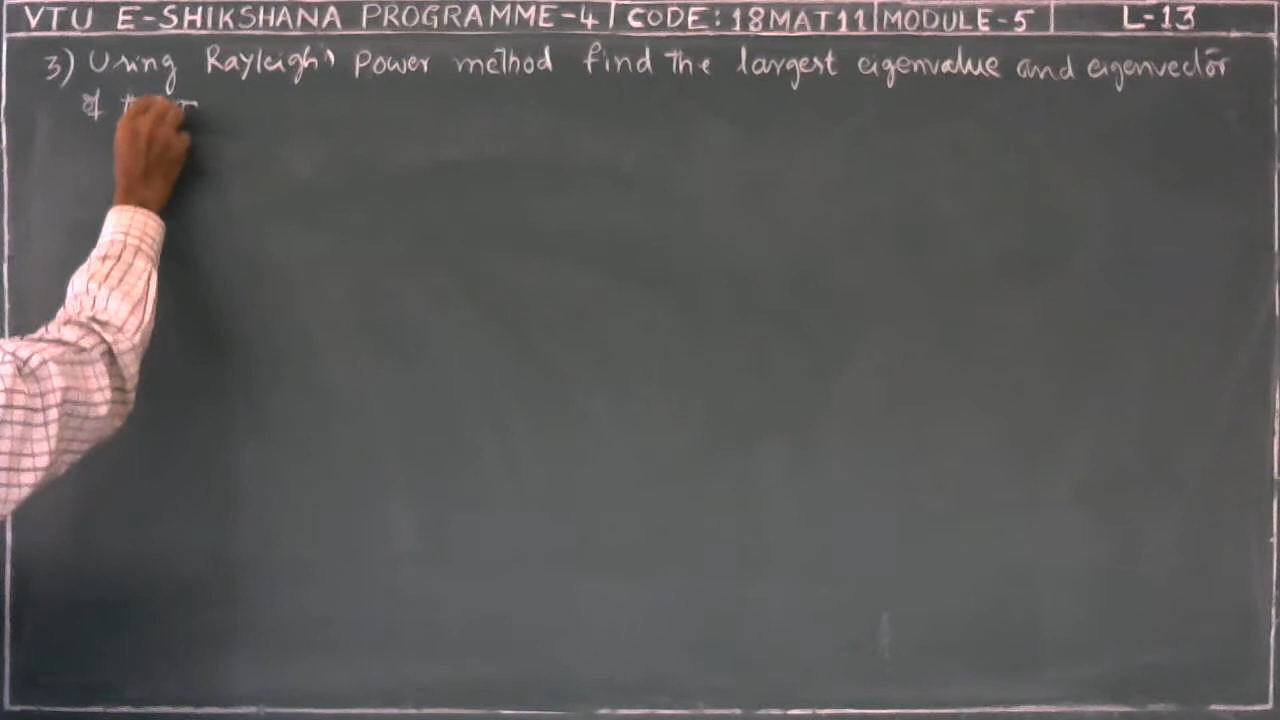 VTU E-SHIKSHANA PROGRAMME-4 CODE: 18MAT11 MODULE-5 L-13
3) Using Rayleigh's Power method find the largest eigenvalue and eigenvector
of